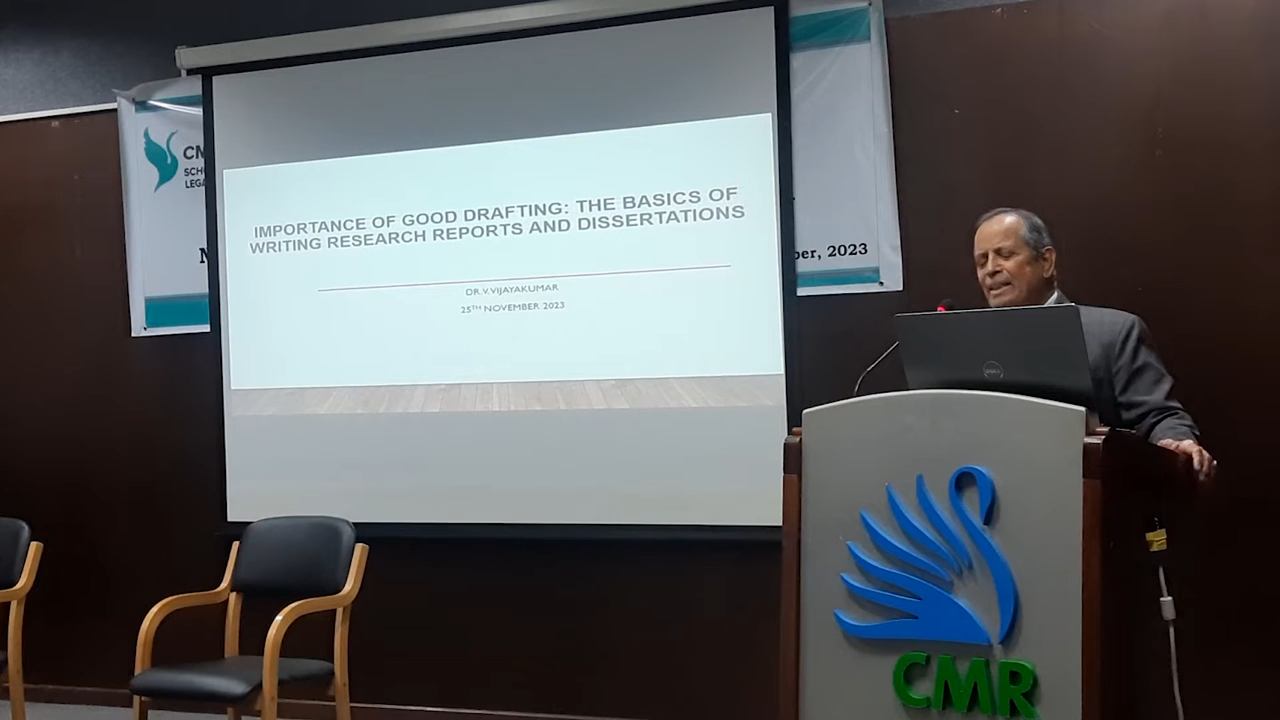 IMPORTANCE OF GOOD DRAFTING: THE BASICS OF
WRITING RESEARCH REPORTS AND DISSERTATIONS
DR. V. VIJAYAKUMAR
25TH NOVEMBER 2023
, 2023
DELL
CMR